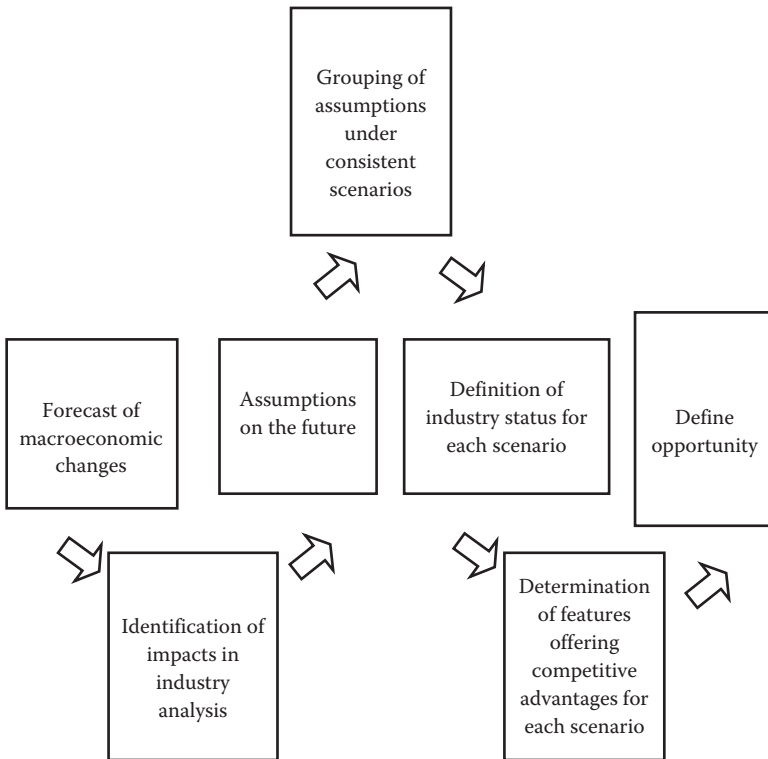 Grouping of
assumptions
under
consistent
scenarios
Forecast of
macroeconomic
changes
Assumptions
on the future
Definition of
industry status for
each scenario
Define
opportunity
Identification of
impacts in
industry
analysis
Determination
of features
offering
competitive
advantages for
each scenario